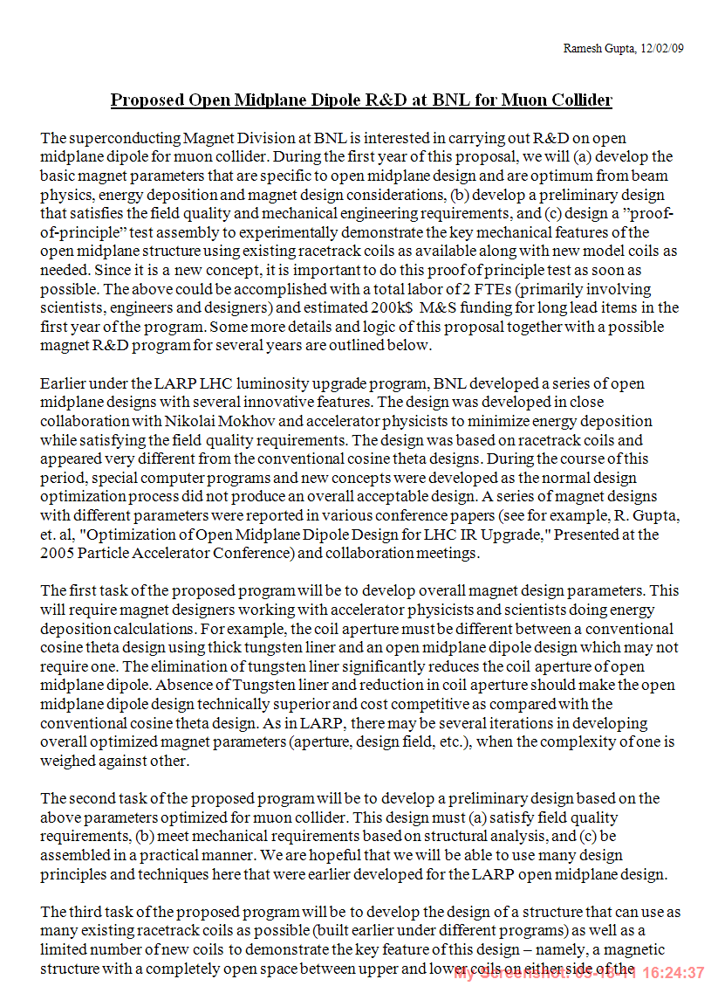 Ramesh Gupta, 12/02/09
Proposed Open Midplane Dipole R&D at BNL for Muon Collider
The superconducting Magnet Division at BNL is interested in carrying out R&D on open
midplane dipole for muon collider. During the first year of this proposal, we will (a) develop the
basic magnet parameters that are specific to open midplane design and are optimum from beam
physics, energy deposition and magnet design considerations, (b) develop a preliminary design
that satisfies the field quality and mechanical engineering requirements, and (c) design a ”proof-
of-principle” test assembly to experimentally demonstrate the key mechanical features of the
open midplane structure using existing racetrack coils as available along with new model coils as
needed. Since it is a new concept, it is important to do this proof of principle test as soon as
possible. The above could be accomplished with a total labor of 2 FTEs (primarily involving
scientists, engineers and designers) and estimated 200k$ M&S funding for long lead items in the
first year of the program. Some more details and logic of this proposal together with a possible
magnet R&D program for several years are outlined below.
Earlier under the LARP LHC luminosity upgrade program, BNL developed a series of open
midplane designs with several innovative features. The design was developed in close
collaboration with Nikolai Mokhov and accelerator physicists to minimize energy deposition
while satisfying the field quality requirements. The design was based on racetrack coils and
appeared very different from the conventional cosine theta designs. During the course of this
period, special computer programs and new concepts were developed as the normal design
optimization process did not produce an overall acceptable design. A series of magnet designs
with different parameters were reported in various conference papers (see for example, R. Gupta,
et. al, "Optimization of Open Midplane Dipole Design for LHC IR Upgrade," Presented at the
2005 Particle Accelerator Conference) and collaboration meetings.
The first task of the proposed program will be to develop overall magnet design parameters. This
will require magnet designers working with accelerator physicists and scientists doing energy
deposition calculations. For example, the coil aperture must be different between a conventional
cosine theta design using thick tungsten liner and an open midplane dipole design which may not
require one. The elimination of tungsten liner significantly reduces the coil aperture of open
midplane dipole. Absence of Tungsten liner and reduction in coil aperture should make the open
midplane dipole design technically superior and cost competitive as compared with the
conventional cosine theta design. As in LARP, there may be several iterations in developing
overall optimized magnet parameters (aperture, design field, etc.), when the complexity of one is
weighed against other.
The second task of the proposed program will be to develop a preliminary design based on the
above parameters optimized for muon collider. This design must (a) satisfy field quality
requirements, (b) meet mechanical requirements based on structural analysis, and (c) be
assembled in a practical manner. We are hopeful that we will be able to use many design
principles and techniques here that were earlier developed for the LARP open midplane design.
The third task of the proposed program will be to develop the design of a structure that can use as
many existing racetrack coils as possible (built earlier under different programs) as well as a
limited number of new coils to demonstrate the key feature of this design – namely, a magnetic
structure with a completely open space between upper and lower coils on either side of the
My Screenshot: 16:24:37